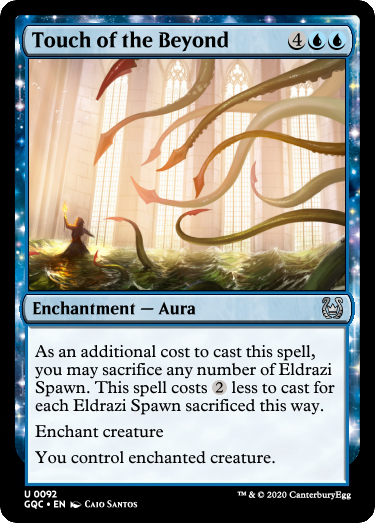 Touch of the Beyond 4UU
Enchantment — Aura
As an additional cost to cast this spell,
you may sacrifice any number of Eldrazi
Spawn. This spell costs 2 less to cast for
each Eldrazi Spawn sacrificed this way.
Enchant creature
You control enchanted creature.
U 0092
GQC • EN Caio Santos
™ & © 2020 CanterburyEgg